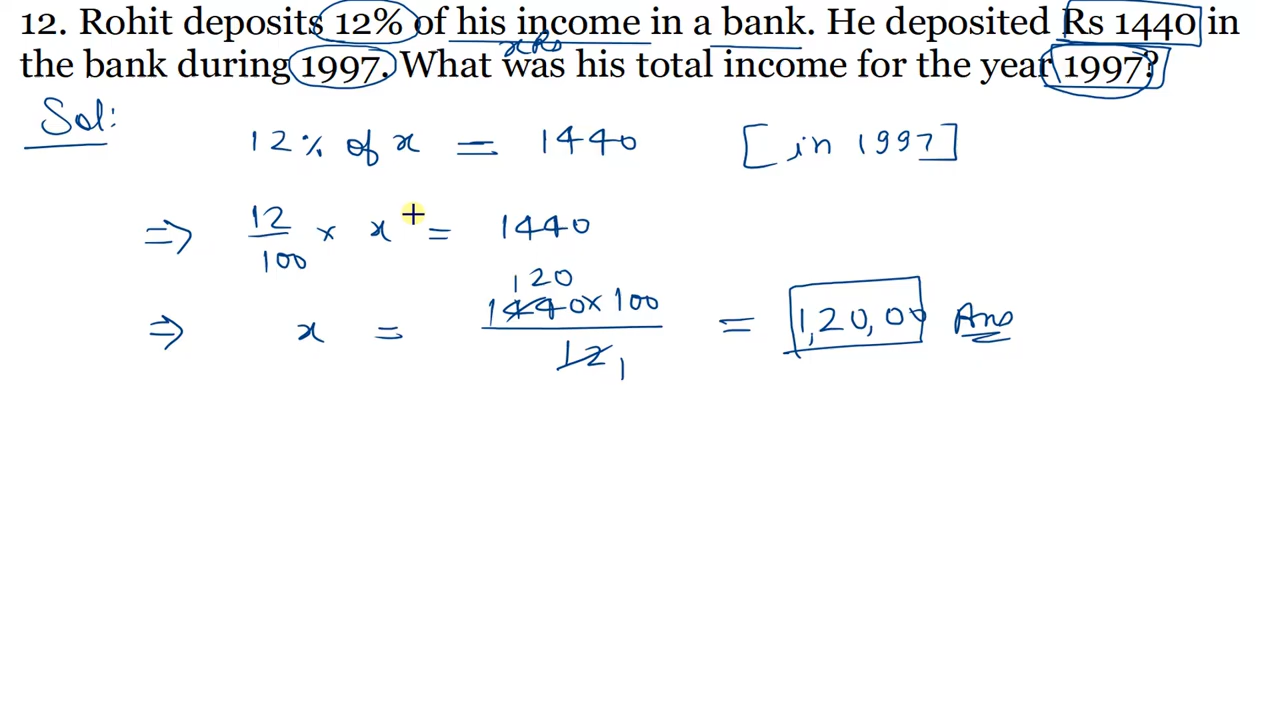 12. Rohit deposits 12% of his income in a bank. He deposited Rs 1440 in
x Rs
the bank during 1997. What was his total income for the year 1997?
Sol:
12% of x = 1440 [in 1997]
⇒ 12/100 × x = 1440
120
⇒ x = 1440×100/12 1 = 1,20,00 Ans